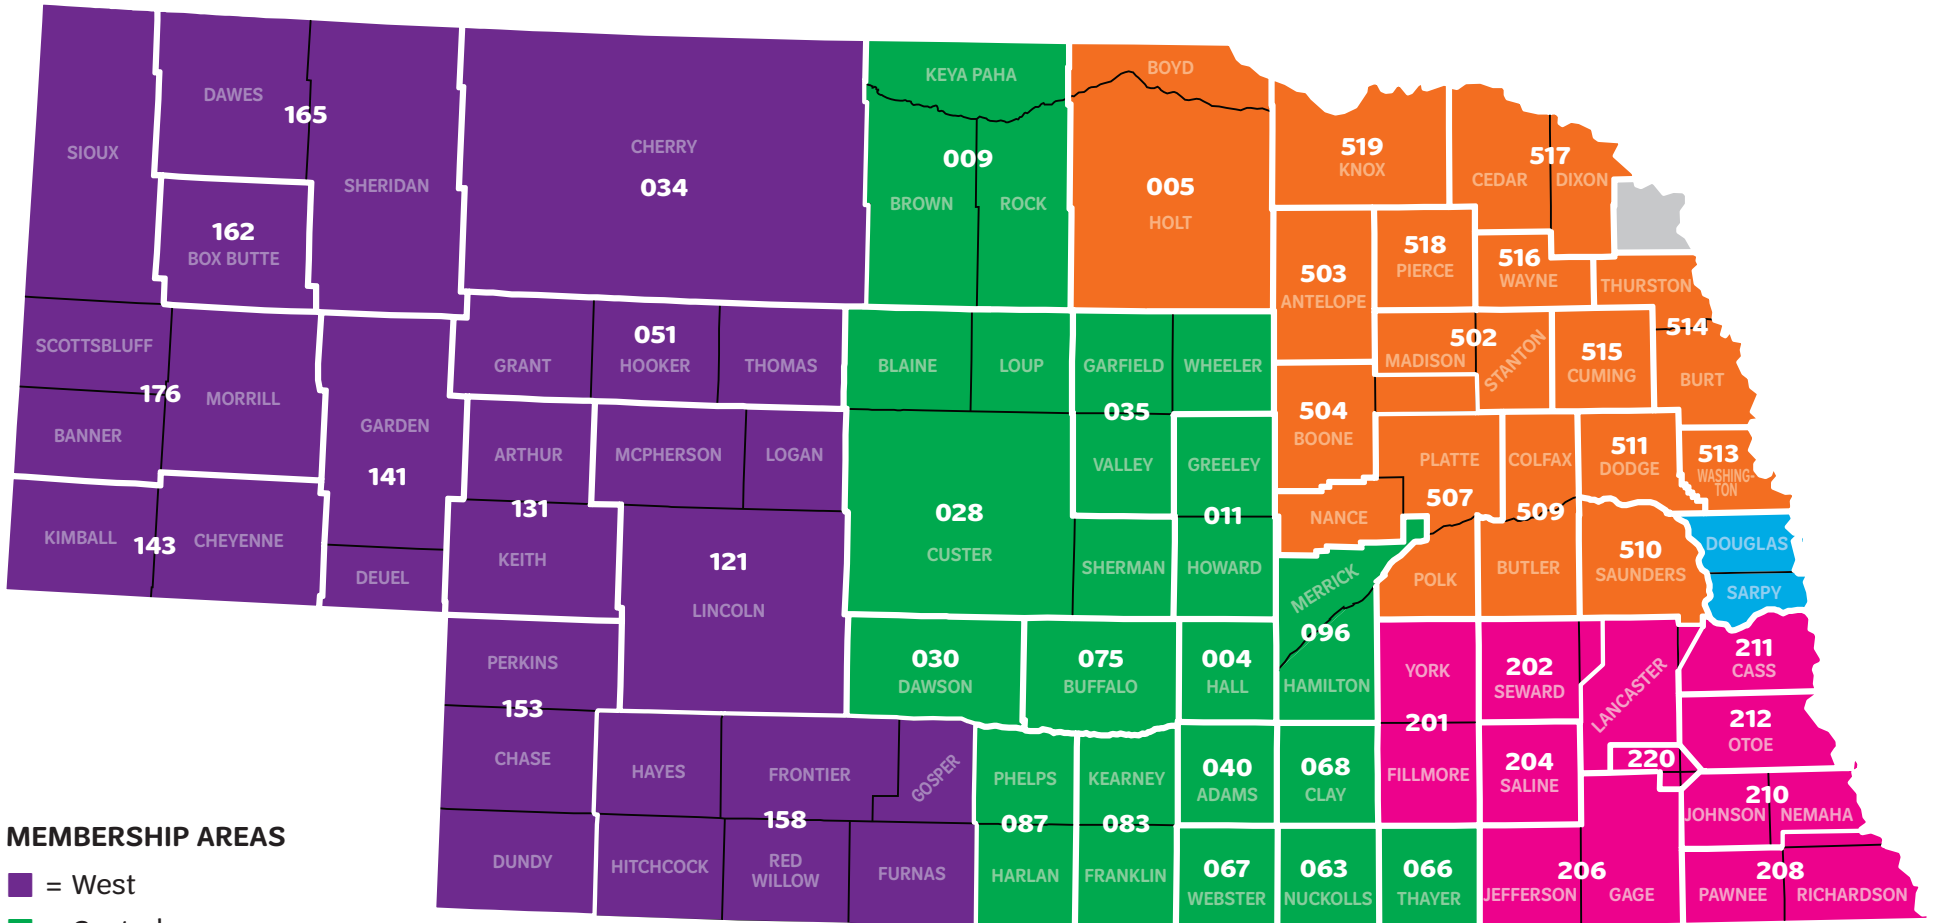 KEYA PAHA
BOYD
DAWES
165
SIOUX
SHERIDAN
CHERRY
034
009
BROWN
ROCK
005
HOLT
519
KNOX
517
CEDAR
DIXON
162
BOX BUTTE
503
ANTELOPE
518
PIERCE
516
WAYNE
THURSTON
514
BURT
SCOTTSBLUFF
176
MORRILL
BANNER
GARDEN
141
GRANT
051
HOOKER
THOMAS
BLAINE
LOUP
GARFIELD
WHEELER
035
502
MADISON
STANTON
515
CUMING
504
BOONE
ARTHUR
131
KEITH
MCPHERSON
LOGAN
VALLEY
GREELEY
011
PLATTE
507
COLFAX
509
511
DODGE
513
WASHING-
TON
KIMBALL
143
CHEYENNE
DEUEL
121
LINCOLN
028
CUSTER
SHERMAN
HOWARD
NANCE
MERRICK
POLK
BUTLER
510
SAUNDERS
DOUGLAS
SARPY
PERKINS
153
CHASE
DUNDY
030
DAWSON
075
BUFFALO
004
HALL
096
HAMILTON
YORK
201
FILLMORE
202
SEWARD
LANCASTER
211
CASS
212
OTOE
HAYES
FRONTIER
GOSPER
158
HITCHCOCK
RED
WILLOW
FURNAS
PHELPS
087
HARLAN
KEARNEY
083
FRANKLIN
040
ADAMS
068
CLAY
204
SALINE
220
210
JOHNSON
NEMAHA
067
WEBSTER
063
NUCKOLLS
066
THAYER
206
JEFFERSON
GAGE
208
PAWNEE
RICHARDSON
MEMBERSHIP AREAS
= West